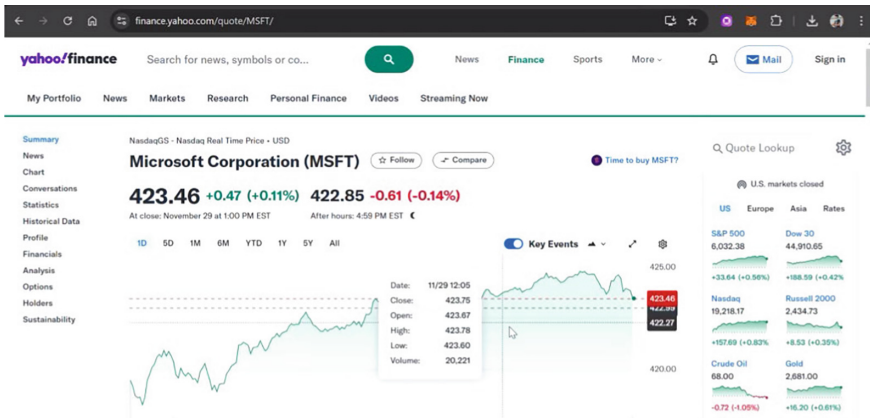 finance.yahoo.com/quote/MSFT/
yahoo!finance
Search for news, symbols or co...
News
Finance
Sports
More
Mail
Sign in
My Portfolio
News
Markets
Research
Personal Finance
Videos
Streaming Now
Summary
News
Chart
Conversations
Statistics
Historical Data
Profile
Financials
Analysis
Options
Holders
Sustainability
NasdaqGS - Nasdaq Real Time Price • USD
Microsoft Corporation (MSFT)
Follow
Compare
Time to buy MSFT?
423.46 +0.47 (+0.11%)
At close: November 29 at 1:00 PM EST
422.85 -0.61 (-0.14%)
After hours: 4:59 PM EST
1D 5D 1M 6M YTD 1Y 5Y All
Key Events
425.00
423.46
422.27
420.00
Date: 11/29 12:05
Close: 423.75
Open: 423.67
High: 423.78
Low: 423.60
Volume: 20,221
Quote Lookup
U.S. markets closed
US Europe Asia Rates
S&P 500
6,032.38
+33.64 (+0.56%)
Dow 30
44,910.65
+188.59 (+0.42%
Nasdaq
19,218.17
+157.69 (+0.83%
Russell 2000
2,434.73
+8.53 (+0.35%)
Crude Oil
68.00
-0.72 (-1.05%)
Gold
2,681.00
+16.20 (+0.61%)